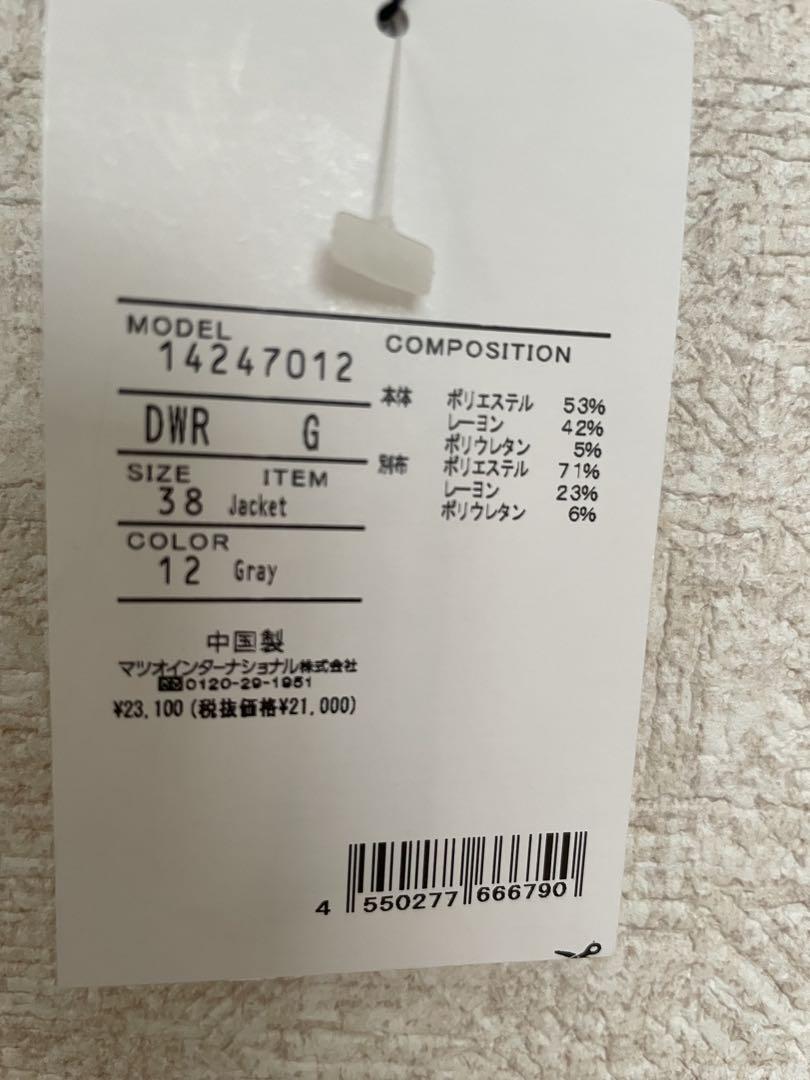 MODEL
14247012
DWR G
SIZE ITEM
38 Jacket
COLOR
12 Gray
COMPOSITION
本体 ポリエステル 53%
レーヨン 42%
ポリウレタン 5%
別布 ポリエステル 71%
レーヨン 23%
ポリウレタン 6%
中国製
マツオインターナショナル株式会社
0120-29-1951
¥23,100(税抜価格¥21,000)
4 550277 666790